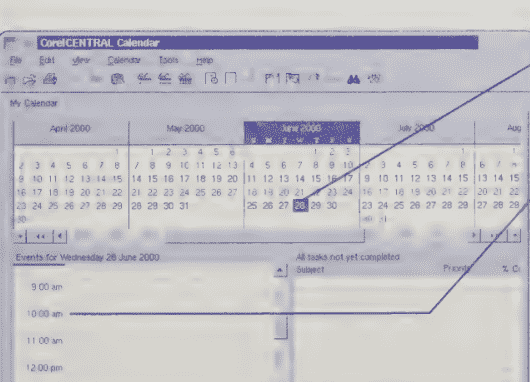 CorelCENTRAL Calendar
File Edit View Calendar Tools Help
My Calendar
April 2000 May 2000 June 2000 July 2000 Aug
1 1 2 3 4 5 6 1 2 3 1
2 3 4 5 6 7 8 7 8 9 10 11 12 13 4 5 6 7 8 9 10 2 3 4 5 6 7 8 6 7
9 10 11 12 13 14 15 14 15 16 17 18 19 20 11 12 13 14 15 16 17 9 10 11 12 13 14 15 13 14
16 17 18 19 20 21 22 21 22 23 24 25 26 27 18 19 20 21 22 23 24 16 17 18 19 20 21 22 20 21
23 24 25 26 27 28 29 28 29 30 31 25 26 27 28 29 30 23 24 25 26 27 28 29 27 28
30 30 31
Events for Wednesday 28 June 2000 All tasks not yet completed
Subject Priority %
9:00 am
10:00 am
11:00 am
12:00 pm